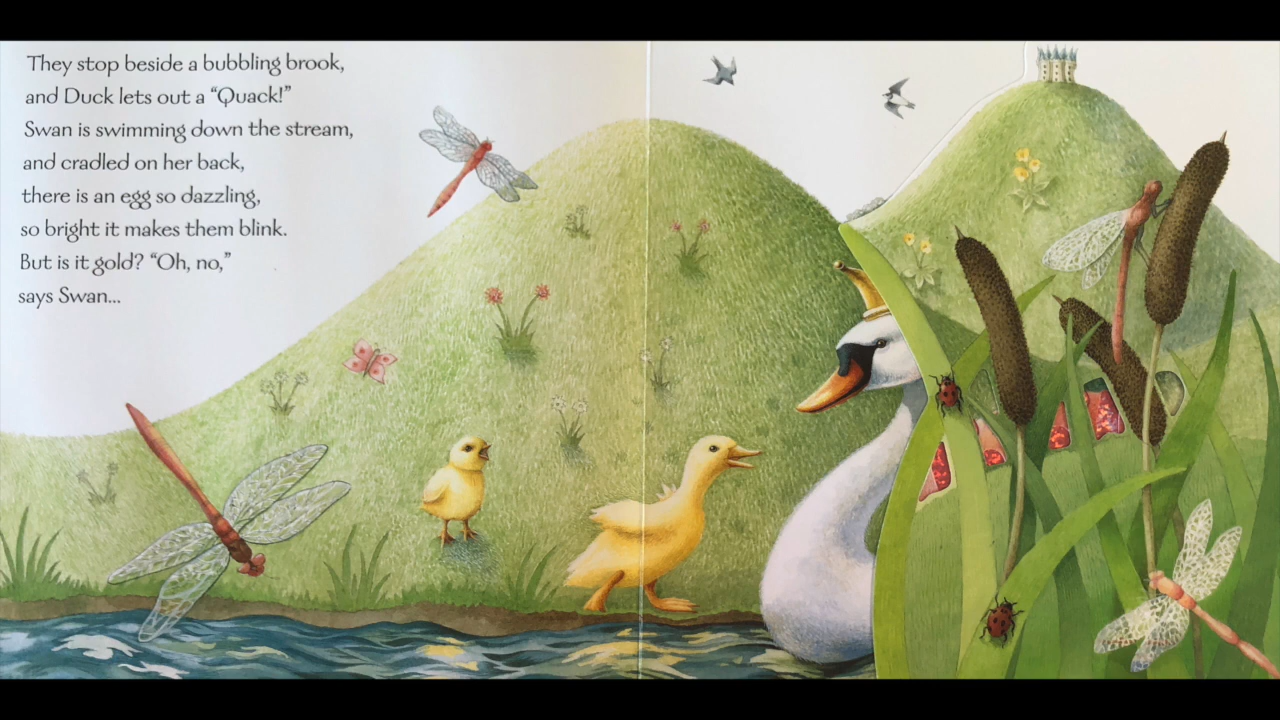 They stop beside a bubbling brook,
and Duck lets out a “Quack!”
Swan is swimming down the stream,
and cradled on her back,
there is an egg so dazzling,
so bright it makes them blink.
But is it gold? “Oh, no,”
says Swan...